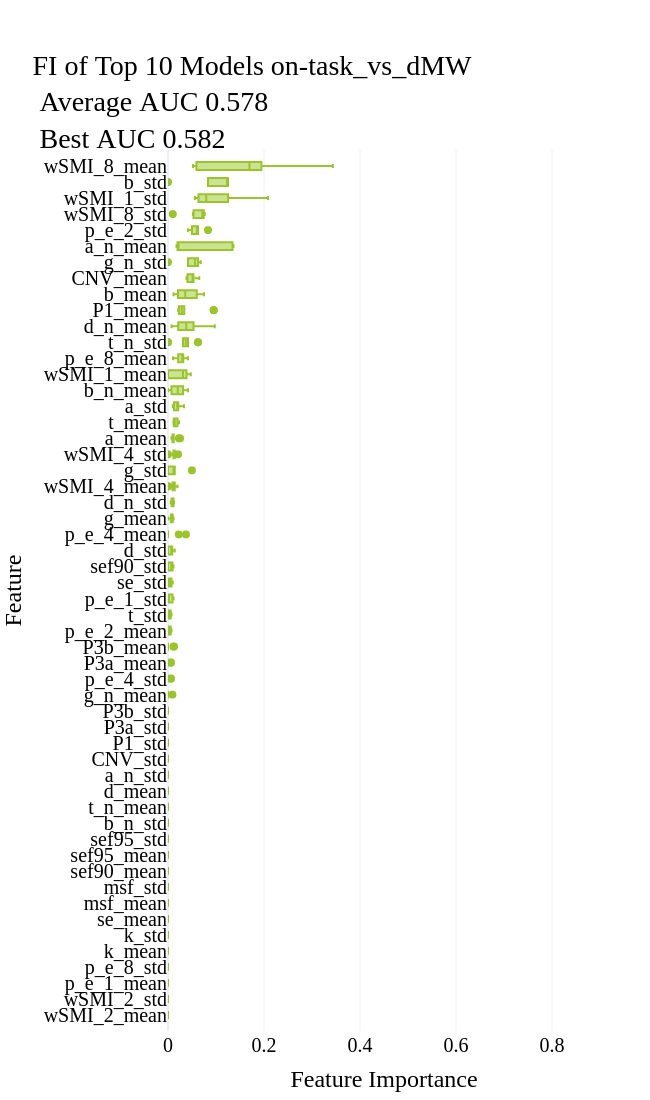 FI of Top 10 Models on-task_vs_dMW
Average AUC 0.578
Best AUC 0.582
wSMI_8_mean
b_std
wSMI_1_std
wSMI_8_std
p_e_2_std
a_n_mean
g_n_std
CNV_mean
b_mean
P1_mean
d_n_mean
t_n_std
p_e_8_mean
wSMI_1_mean
b_n_mean
a_std
t_mean
a_mean
wSMI_4_std
g_std
wSMI_4_mean
d_n_std
g_mean
p_e_4_mean
d_std
sef90_std
se_std
p_e_1_std
t_std
p_e_2_mean
P3b_mean
P3a_mean
p_e_4_std
g_n_mean
P3b_std
P3a_std
P1_std
CNV_std
a_n_std
d_mean
t_n_mean
b_n_std
sef95_std
sef95_mean
sef90_mean
msf_std
msf_mean
se_mean
k_std
k_mean
p_e_8_std
p_e_1_mean
wSMI_2_std
wSMI_2_mean
Feature
0 0.2 0.4 0.6 0.8
Feature Importance